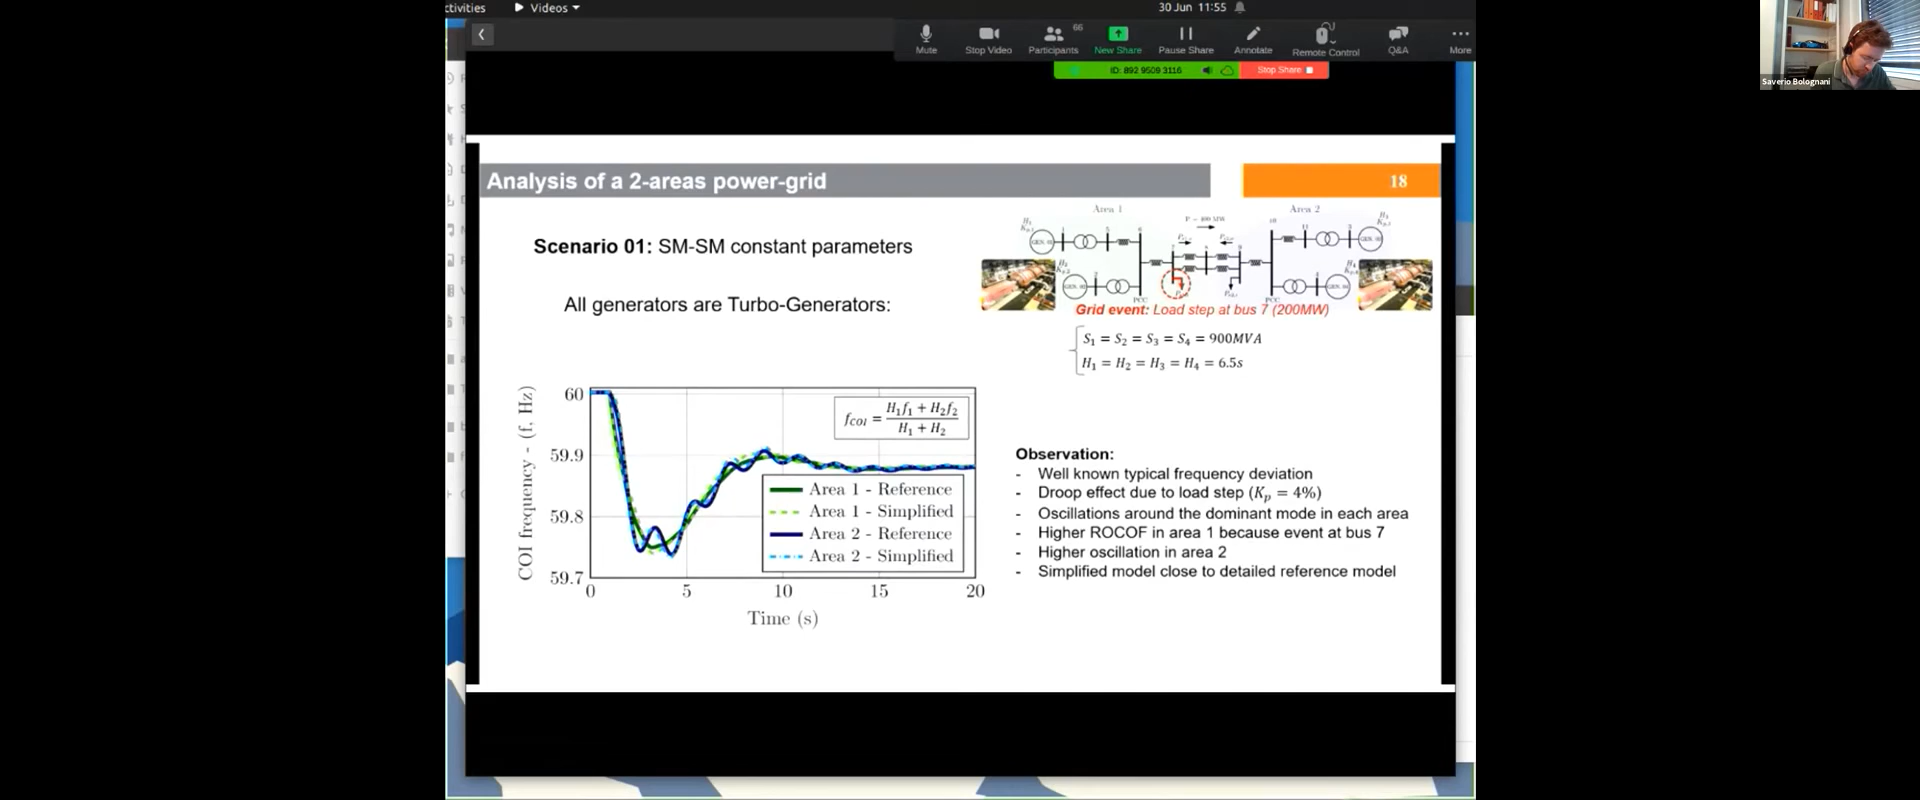 ctivities
Videos
30 Jun 11:55
Mute
Stop Video
Participants
66
New Share
Pause Share
Annotate
Remote Control
Q&A
More
ID: 892 9509 3116
Stop Share
Saverio Bolognani
Analysis of a 2-areas power-grid
18
Scenario 01: SM-SM constant parameters
All generators are Turbo-Generators:
Area 1
Area 2
P = 400 MW
PCC
PCC
Grid event: Load step at bus 7 (200MW)
S₁ = S₂ = S₃ = S₄ = 900MVA
H₁ = H₂ = H₃ = H₄ = 6.5s
COI frequency - (f, Hz)
60
59.9
59.8
59.7
f_COI = (H₁f₁ + H₂f₂) / (H₁ + H₂)
Area 1 - Reference
Area 1 - Simplified
Area 2 - Reference
Area 2 - Simplified
0 5 10 15 20
Time (s)
Observation:
- Well known typical frequency deviation
- Droop effect due to load step (Kₚ = 4%)
- Oscillations around the dominant mode in each area
- Higher ROCOF in area 1 because event at bus 7
- Higher oscillation in area 2
- Simplified model close to detailed reference model